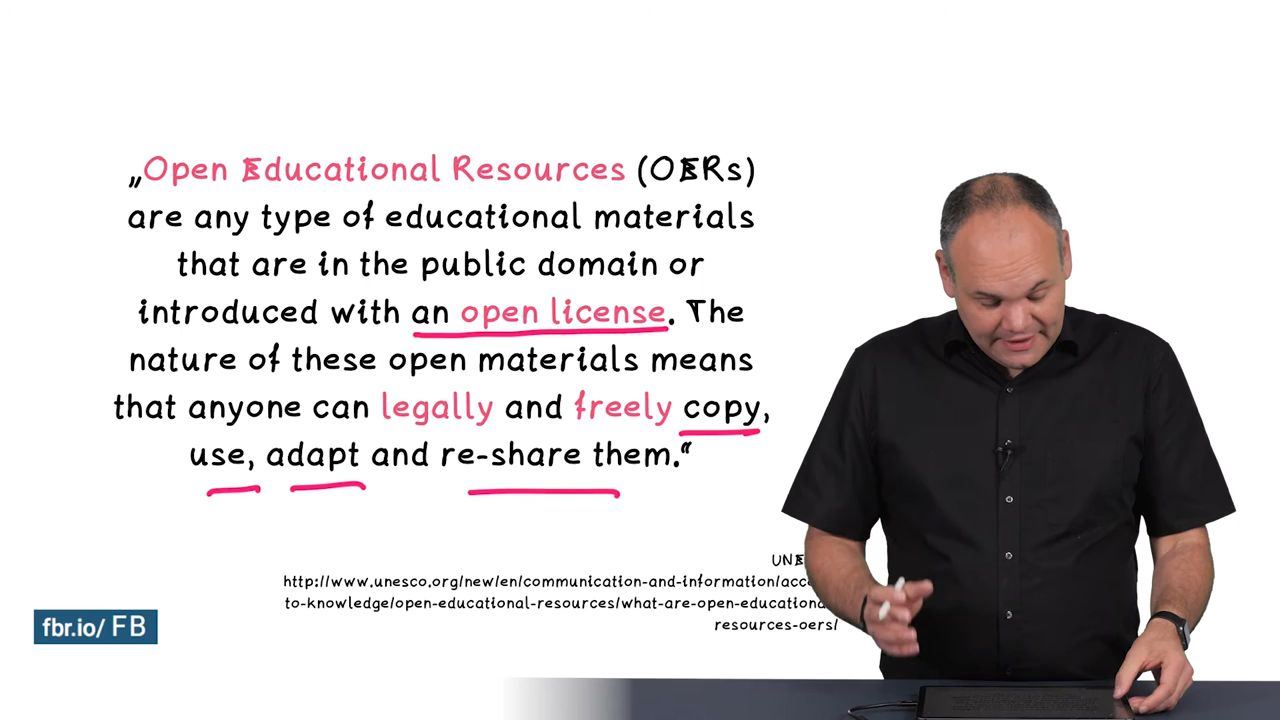 „Open Educational Resources (OERs)
are any type of educational materials
that are in the public domain or
introduced with an open license. The
nature of these open materials means
that anyone can legally and freely copy,
use, adapt and re-share them.“
http://www.unesco.org/new/en/communication-and-information/
to-knowledge/open-educational-resources/what-are-open-educational
resources-oers/
fbr.io/ FB